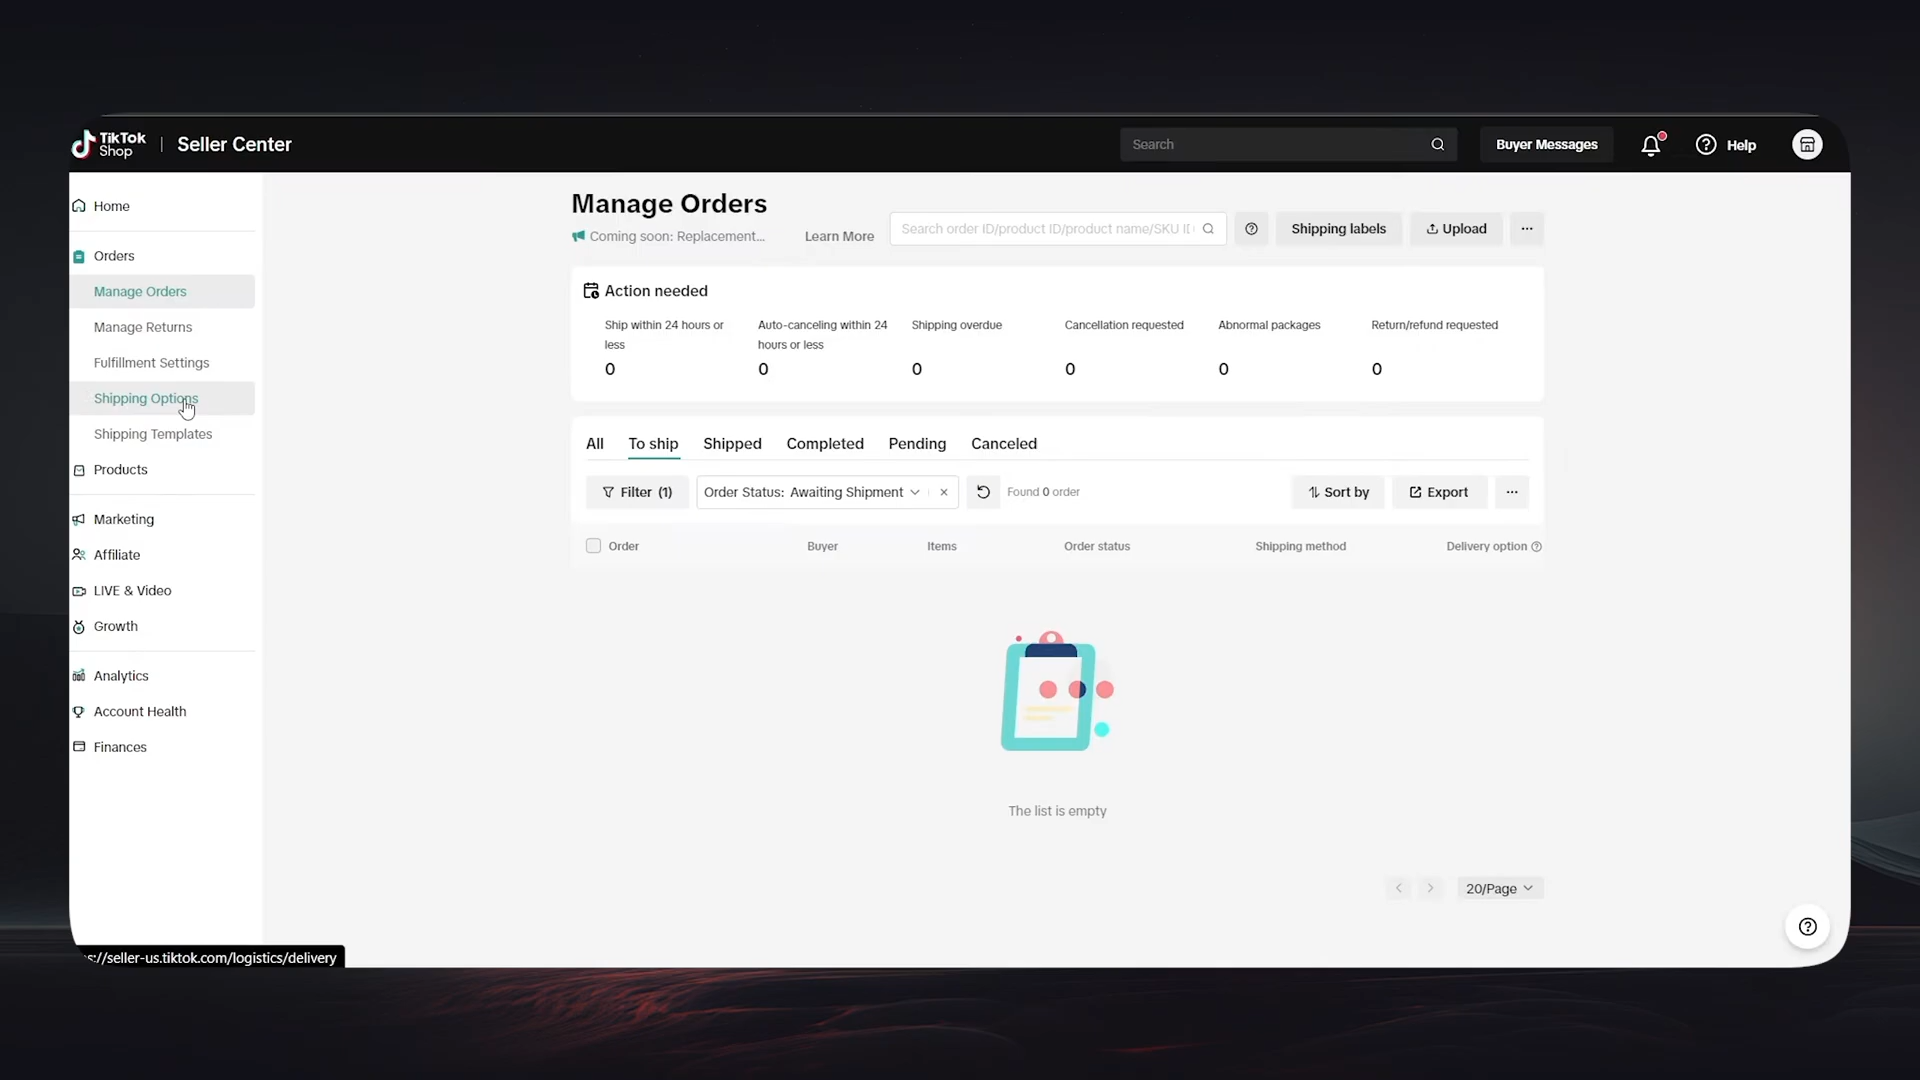 TikTok
Shop
Seller Center
Search
Buyer Messages
Help
Home
Orders
Manage Orders
Manage Returns
Fulfillment Settings
Shipping Options
Shipping Templates
Products
Marketing
Affiliate
LIVE & Video
Growth
Analytics
Account Health
Finances
s://seller-us.tiktok.com/logistics/delivery
Manage Orders
Coming soon: Replacement...
Learn More
Search order ID/product ID/product name/SKU ID
Shipping labels
Upload
...
Action needed
Ship within 24 hours or
less
0
Auto-canceling within 24
hours or less
0
Shipping overdue
0
Cancellation requested
0
Abnormal packages
0
Return/refund requested
0
All
To ship
Shipped
Completed
Pending
Canceled
Filter (1)
Order Status: Awaiting Shipment
Found 0 order
Sort by
Export
...
Order
Buyer
Items
Order status
Shipping method
Delivery option
The list is empty
20/Page